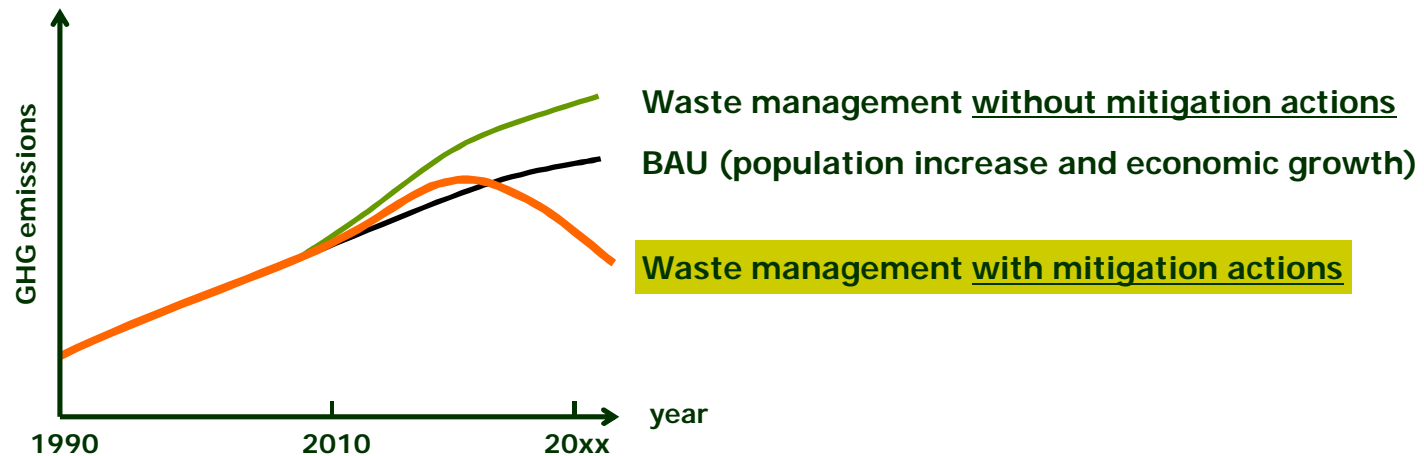 GHG emissions
Waste management without mitigation actions
BAU (population increase and economic growth)
Waste management with mitigation actions
year
1990
2010
20xx